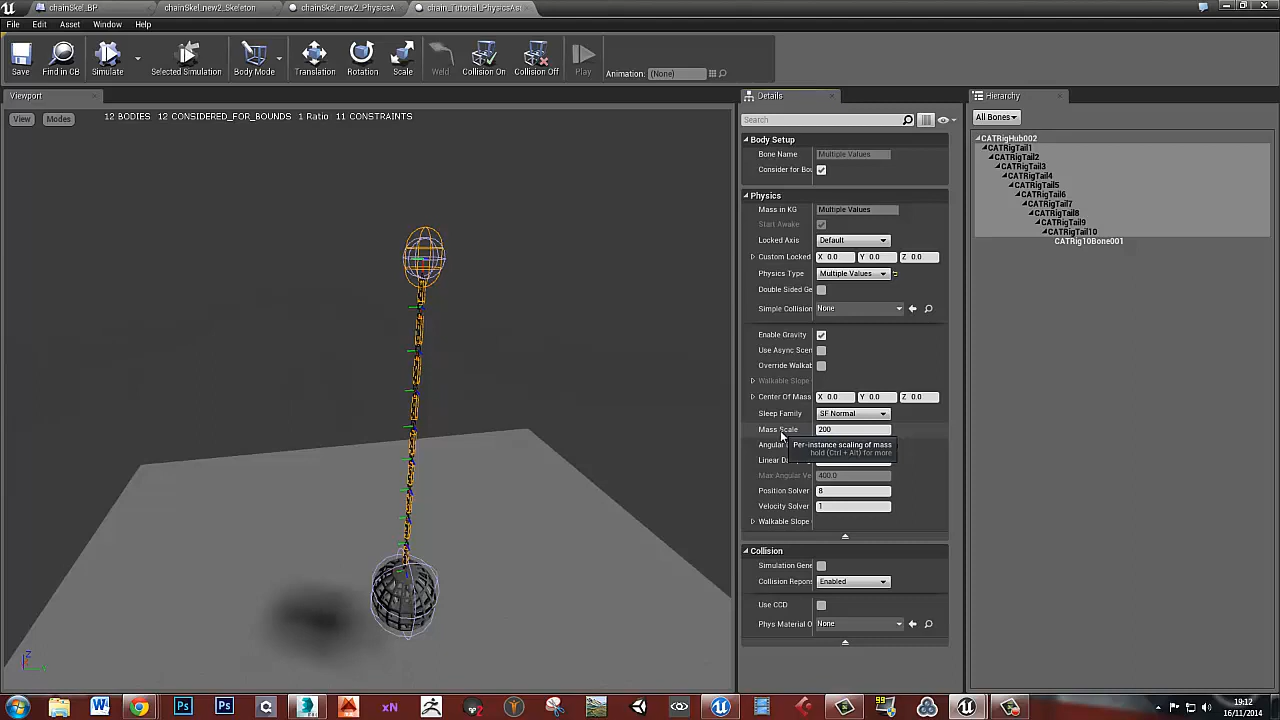 chainSkel_BP
chainSkel_new2_Skeleton
chainSkel_new2_PhysicsA
chain_Tutorial_PhysicsAs
File
Edit
Asset
Window
Help
Save
Find in CB
Simulate
Selected Simulation
Body Mode
Translation
Rotation
Scale
Weld
Collision On
Collision Off
Play
Animation:
(None)
Viewport
View
Modes
12 BODIES 12 CONSIDERED_FOR_BOUNDS 1 Ratio 11 CONSTRAINTS
Z
Details
Search
Body Setup
Bone Name
Multiple Values
Consider for Bou
Physics
Mass in KG
Multiple Values
Start Awake
Locked Axis
Default
Custom Locked
X 0.0
Y 0.0
Z 0.0
Physics Type
Multiple Values
Double Sided Ge
Simple Collision
None
Enable Gravity
Use Async Scen
Override Walkab
Walkable Slope
Center Of Mass
X 0.0
Y 0.0
Z 0.0
Sleep Family
SF Normal
Mass Scale
200
Angular
Per-instance scaling of mass
hold (Ctrl + Alt) for more
Linear Da
Max Angular Ve
400.0
Position Solver
8
Velocity Solver
1
Walkable Slope
Collision
Simulation Gene
Collision Repons
Enabled
Use CCD
Phys Material O
None
Hierarchy
All Bones
CATRigHub002
CATRigTail1
CATRigTail2
CATRigTail3
CATRigTail4
CATRigTail5
CATRigTail6
CATRigTail7
CATRigTail8
CATRigTail9
CATRigTail10
CATRig10Bone001
19:12
16/11/2014